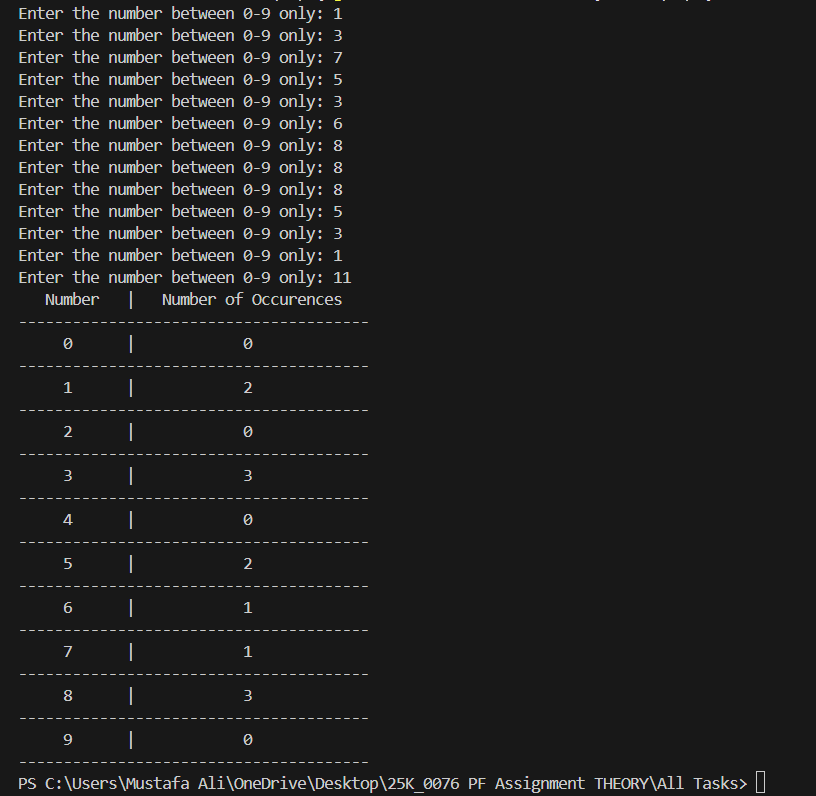 Enter the number between 0-9 only: 1
Enter the number between 0-9 only: 3
Enter the number between 0-9 only: 7
Enter the number between 0-9 only: 5
Enter the number between 0-9 only: 3
Enter the number between 0-9 only: 6
Enter the number between 0-9 only: 8
Enter the number between 0-9 only: 8
Enter the number between 0-9 only: 8
Enter the number between 0-9 only: 5
Enter the number between 0-9 only: 3
Enter the number between 0-9 only: 1
Enter the number between 0-9 only: 11
   Number   |   Number of Occurences
---------------------------------------
     0      |            0
---------------------------------------
     1      |            2
---------------------------------------
     2      |            0
---------------------------------------
     3      |            3
---------------------------------------
     4      |            0
---------------------------------------
     5      |            2
---------------------------------------
     6      |            1
---------------------------------------
     7      |            1
---------------------------------------
     8      |            3
---------------------------------------
     9      |            0
---------------------------------------
PS C:\Users\Mustafa Ali\OneDrive\Desktop\25K_0076 PF Assignment THEORY\All Tasks>